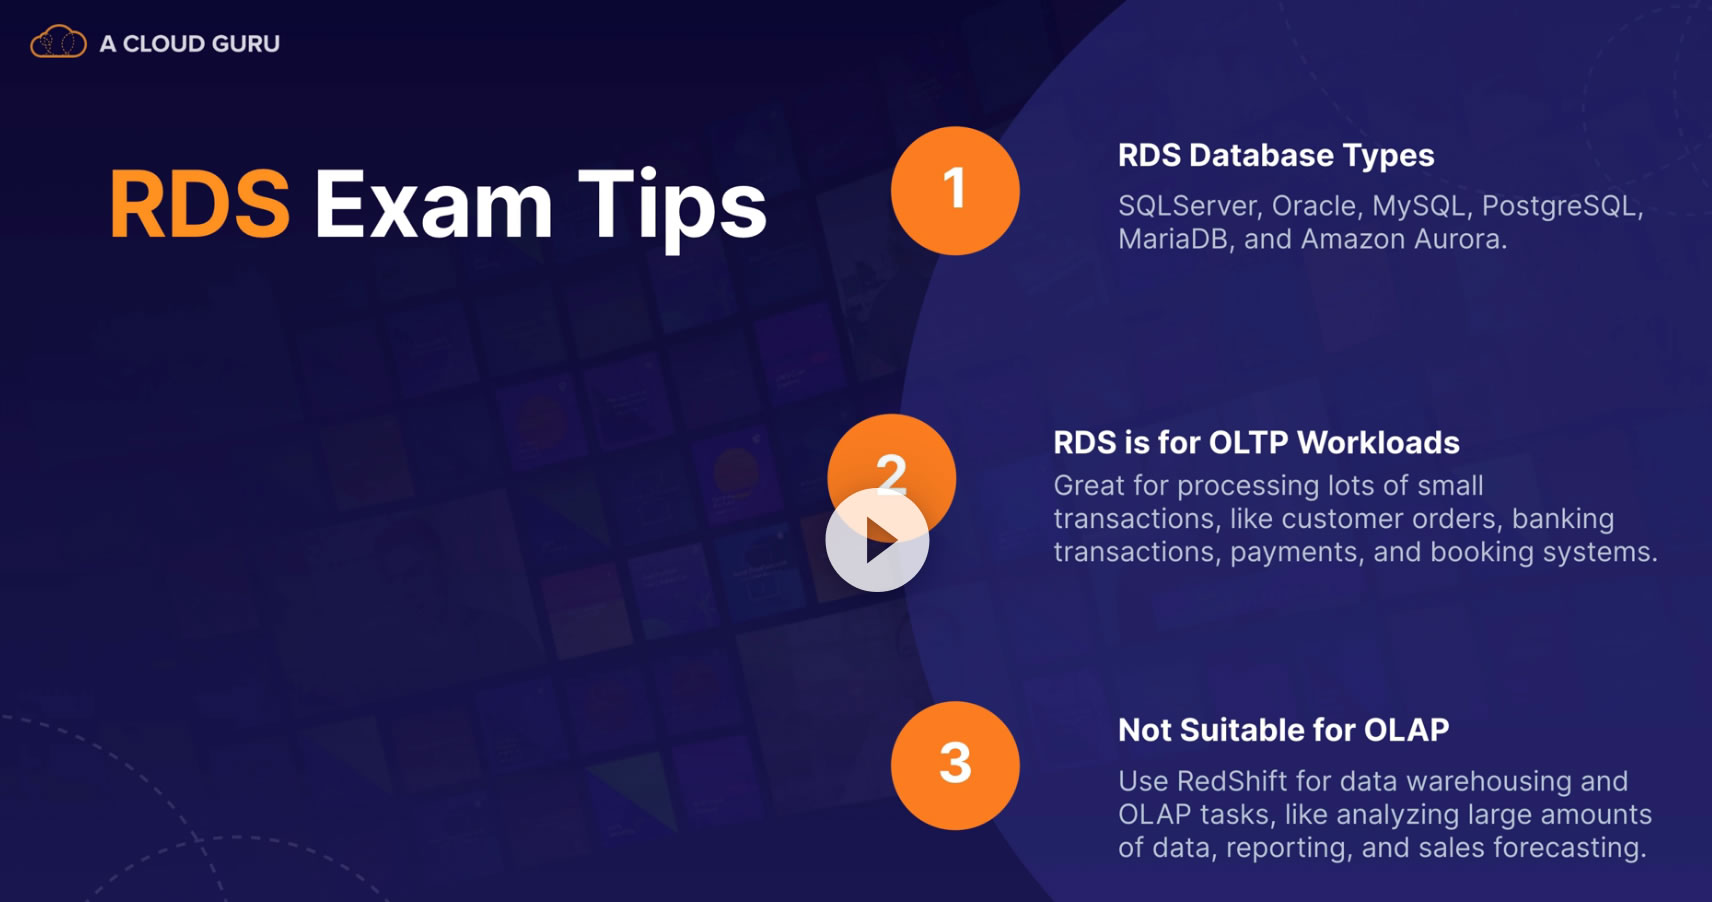 A CLOUD GURU
RDS Exam Tips
1
RDS Database Types
SQLServer, Oracle, MySQL, PostgreSQL,
MariaDB, and Amazon Aurora.
2
RDS is for OLTP Workloads
Great for processing lots of small
transactions, like customer orders, banking
transactions, payments, and booking systems.
3
Not Suitable for OLAP
Use RedShift for data warehousing and
OLAP tasks, like analyzing large amounts
of data, reporting, and sales forecasting.